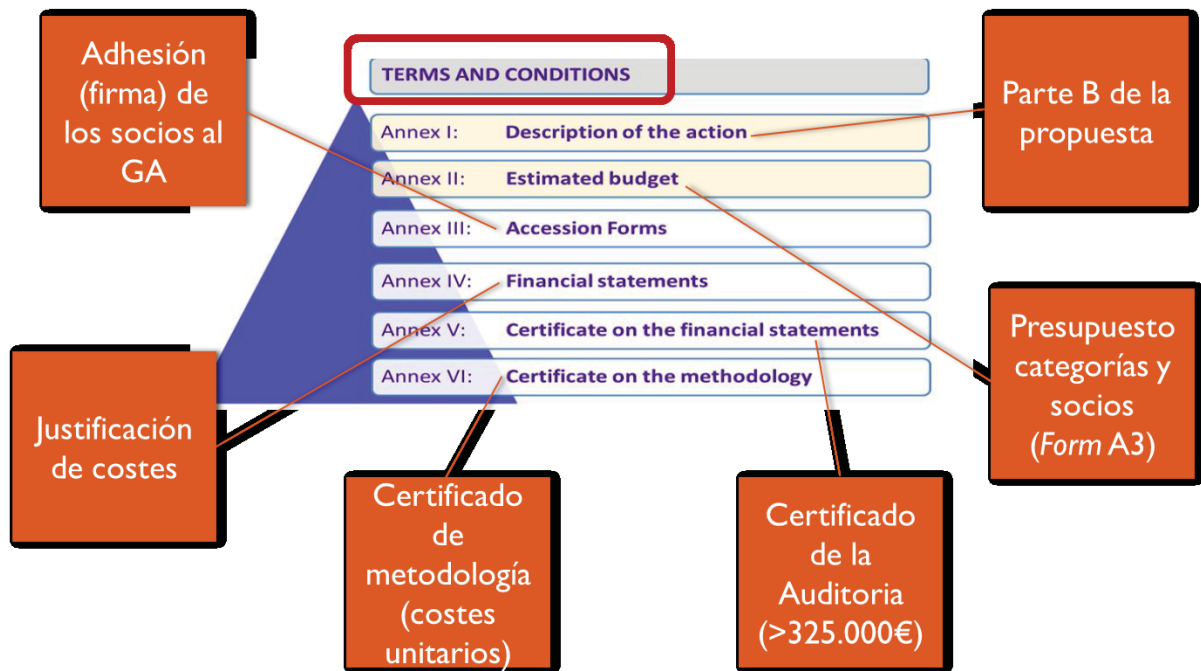 Adhesión
(firma) de
los socios al
GA
TERMS AND CONDITIONS
Annex I: Description of the action
Annex II: Estimated budget
Annex III: Accession Forms
Annex IV: Financial statements
Annex V: Certificate on the financial statements
Annex VI: Certificate on the methodology
Parte B de la
propuesta
Presupuesto
categorías y
socios
(Form A3)
Justificación
de costes
Certificado
de
metodología
(costes
unitarios)
Certificado
de la
Auditoria
(>325.000€)